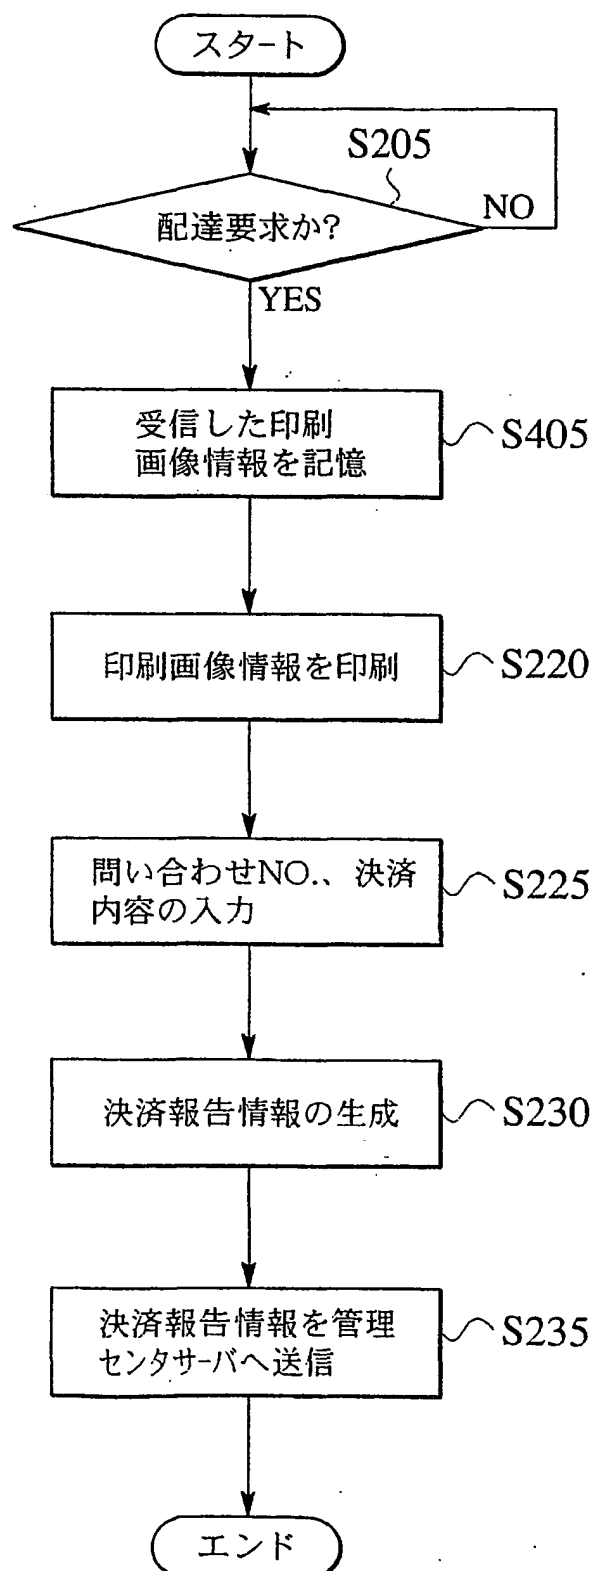 スタート
S205
配達要求か?
NO
YES
受信した印刷
画像情報を記憶
S405
印刷画像情報を印刷
S220
問い合わせNO.、決済
内容の入力
S225
決済報告情報の生成
S230
決済報告情報を管理
センタサーバへ送信
S235
エンド